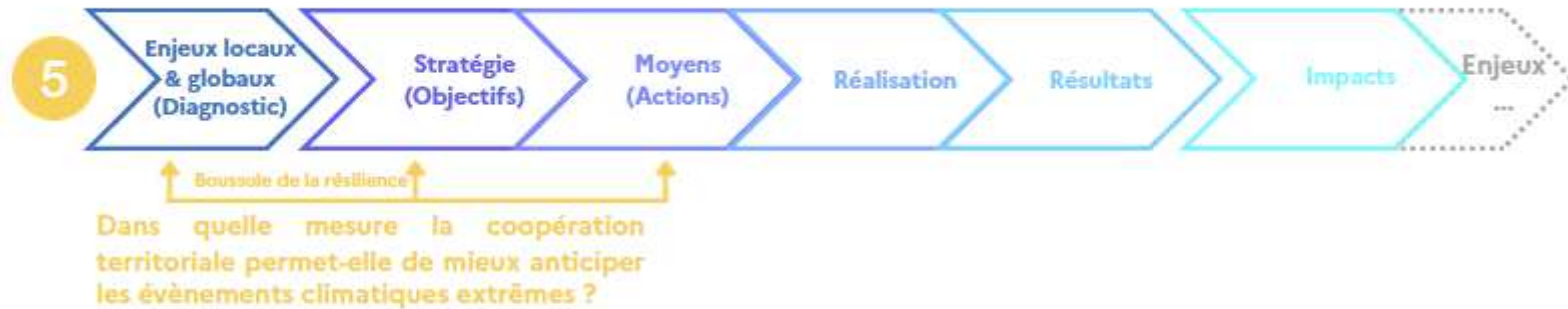 5
Enjeux locaux
& globaux
(Diagnostic)
Stratégie
(Objectifs)
Moyens
(Actions)
Réalisation
Résultats
Impacts
Enjeux
...
Boussole de la résilience
Dans quelle mesure la coopération
territoriale permet-elle de mieux anticiper
les évènements climatiques extrêmes ?